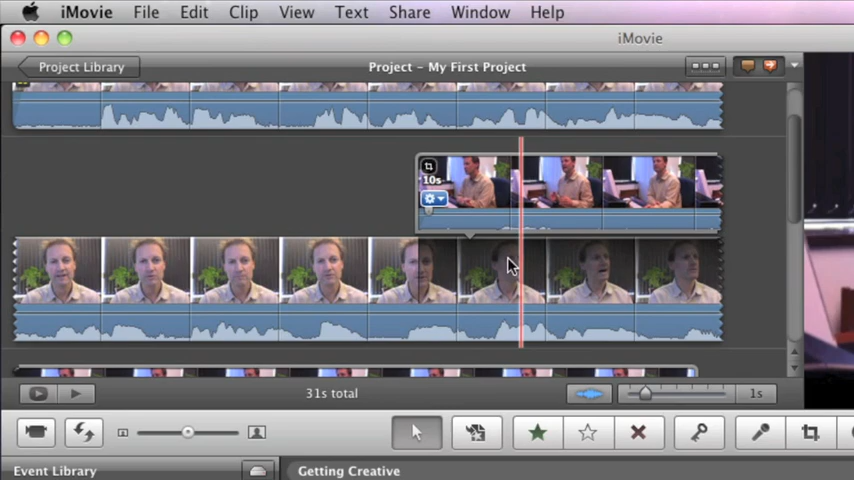 iMovie File Edit Clip View Text Share Window Help
iMovie
Project Library
Project – My First Project
10s
31s total
1s
Event Library
Getting Creative